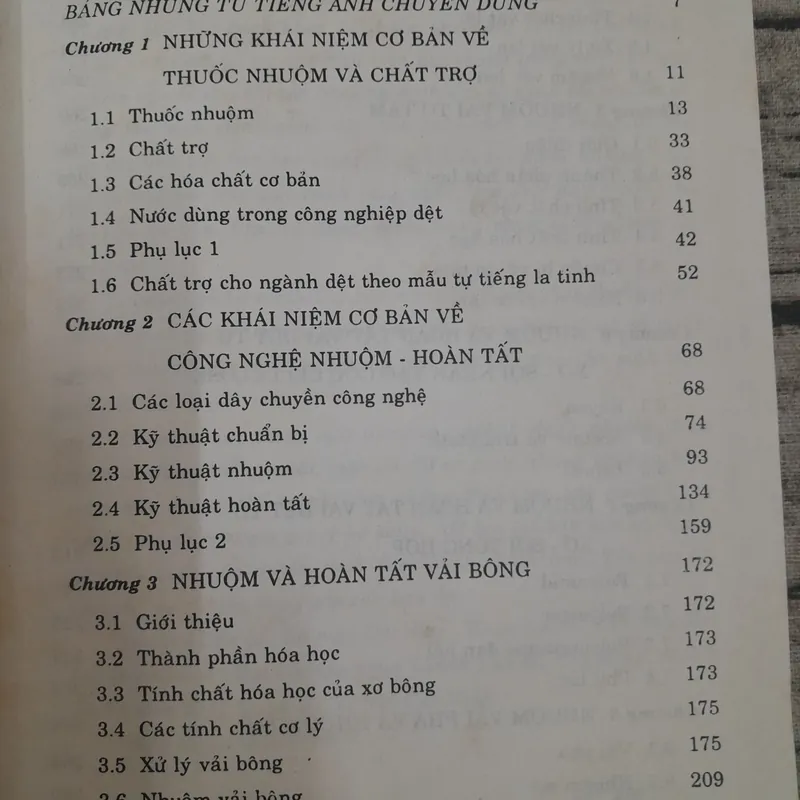 BẢNG NHỮNG TỪ TIẾNG ANH CHUYÊN DÙNG 7
Chương 1 NHỮNG KHÁI NIỆM CƠ BẢN VỀ
THUỐC NHUỘM VÀ CHẤT TRỢ 11
1.1 Thuốc nhuộm 13
1.2 Chất trợ 33
1.3 Các hóa chất cơ bản 38
1.4 Nước dùng trong công nghiệp dệt 41
1.5 Phụ lục 1 42
1.6 Chất trợ cho ngành dệt theo mẫu tự tiếng la tinh 52
Chương 2 CÁC KHÁI NIỆM CƠ BẢN VỀ
CÔNG NGHỆ NHUỘM - HOÀN TẤT 68
2.1 Các loại dây chuyền công nghệ 68
2.2 Kỹ thuật chuẩn bị 74
2.3 Kỹ thuật nhuộm 93
2.4 Kỹ thuật hoàn tất 134
2.5 Phụ lục 2 159
Chương 3 NHUỘM VÀ HOÀN TẤT VẢI BÔNG 172
3.1 Giới thiệu 172
3.2 Thành phần hóa học 173
3.3 Tính chất hóa học của xơ bông 173
3.4 Các tính chất cơ lý 175
3.5 Xử lý vải bông 175
3.6 Nhuộm vải bông 209